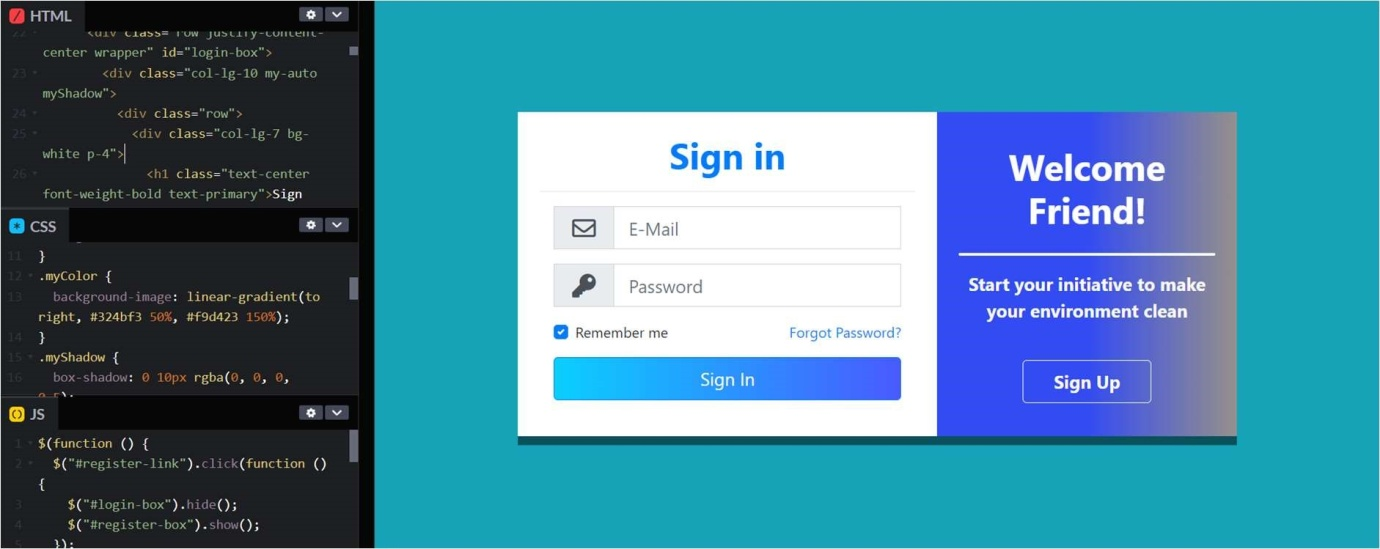 HTML
22 <div class="row justify-content-
center wrapper" id="login-box">
23 <div class="col-lg-10 my-auto
myShadow">
24 <div class="row">
25 <div class="col-lg-7 bg-
white p-4">
26 <h1 class="text-center
font-weight-bold text-primary">Sign
CSS
11 }
12 .myColor {
13 background-image: linear-gradient(to
right, #324bf3 50%, #f9d423 150%);
14 }
15 .myShadow {
16 box-shadow: 0 10px rgba(0, 0, 0,
0.5);
JS
1 $(function () {
2 $("#register-link").click(function ()
{
3 $("#login-box").hide();
4 $("#register-box").show();
5 });
Sign in
E-Mail
Password
Remember me
Forgot Password?
Sign In
Welcome
Friend!
Start your initiative to make
your environment clean
Sign Up